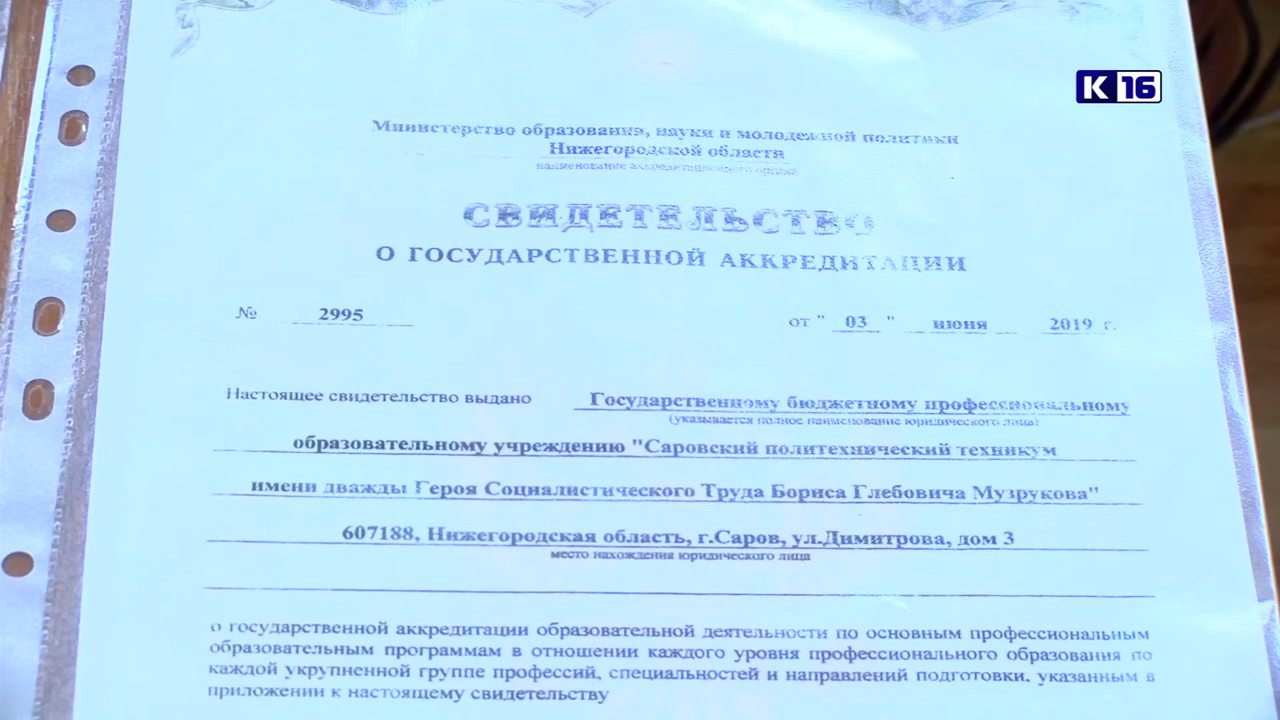 К 16
Министерство образования, науки и молодежной политики
Нижегородской области
наименование аккредитационного органа
СВИДЕТЕЛЬСТВО
О ГОСУДАРСТВЕННОЙ АККРЕДИТАЦИИ
№ 2995 от " 03 " июня 2019 г.
Настоящее свидетельство выдано Государственному бюджетному профессиональному
(указывается полное наименование юридического лица)
образовательному учреждению "Саровский политехнический техникум
имени дважды Героя Социалистического Труда Бориса Глебовича Музрукова"
607188, Нижегородская область, г.Саров, ул.Димитрова, дом 3
место нахождения юридического лица
о государственной аккредитации образовательной деятельности по основным профессиональным
образовательным программам в отношении каждого уровня профессионального образования по
каждой укрупненной группе профессий, специальностей и направлений подготовки, указанным в
приложении к настоящему свидетельству